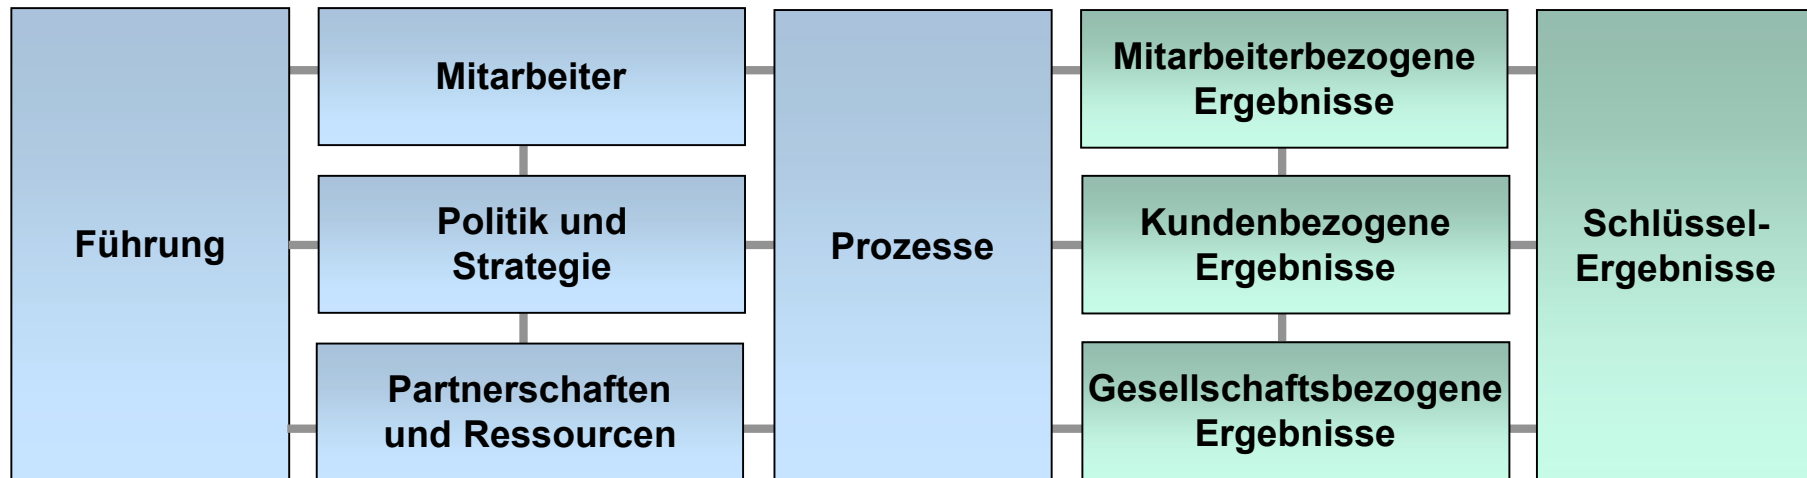 Führung
Mitarbeiter
Politik und
Strategie
Partnerschaften
und Ressourcen
Prozesse
Mitarbeiterbezogene
Ergebnisse
Kundenbezogene
Ergebnisse
Gesellschaftsbezogene
Ergebnisse
Schlüssel-
Ergebnisse